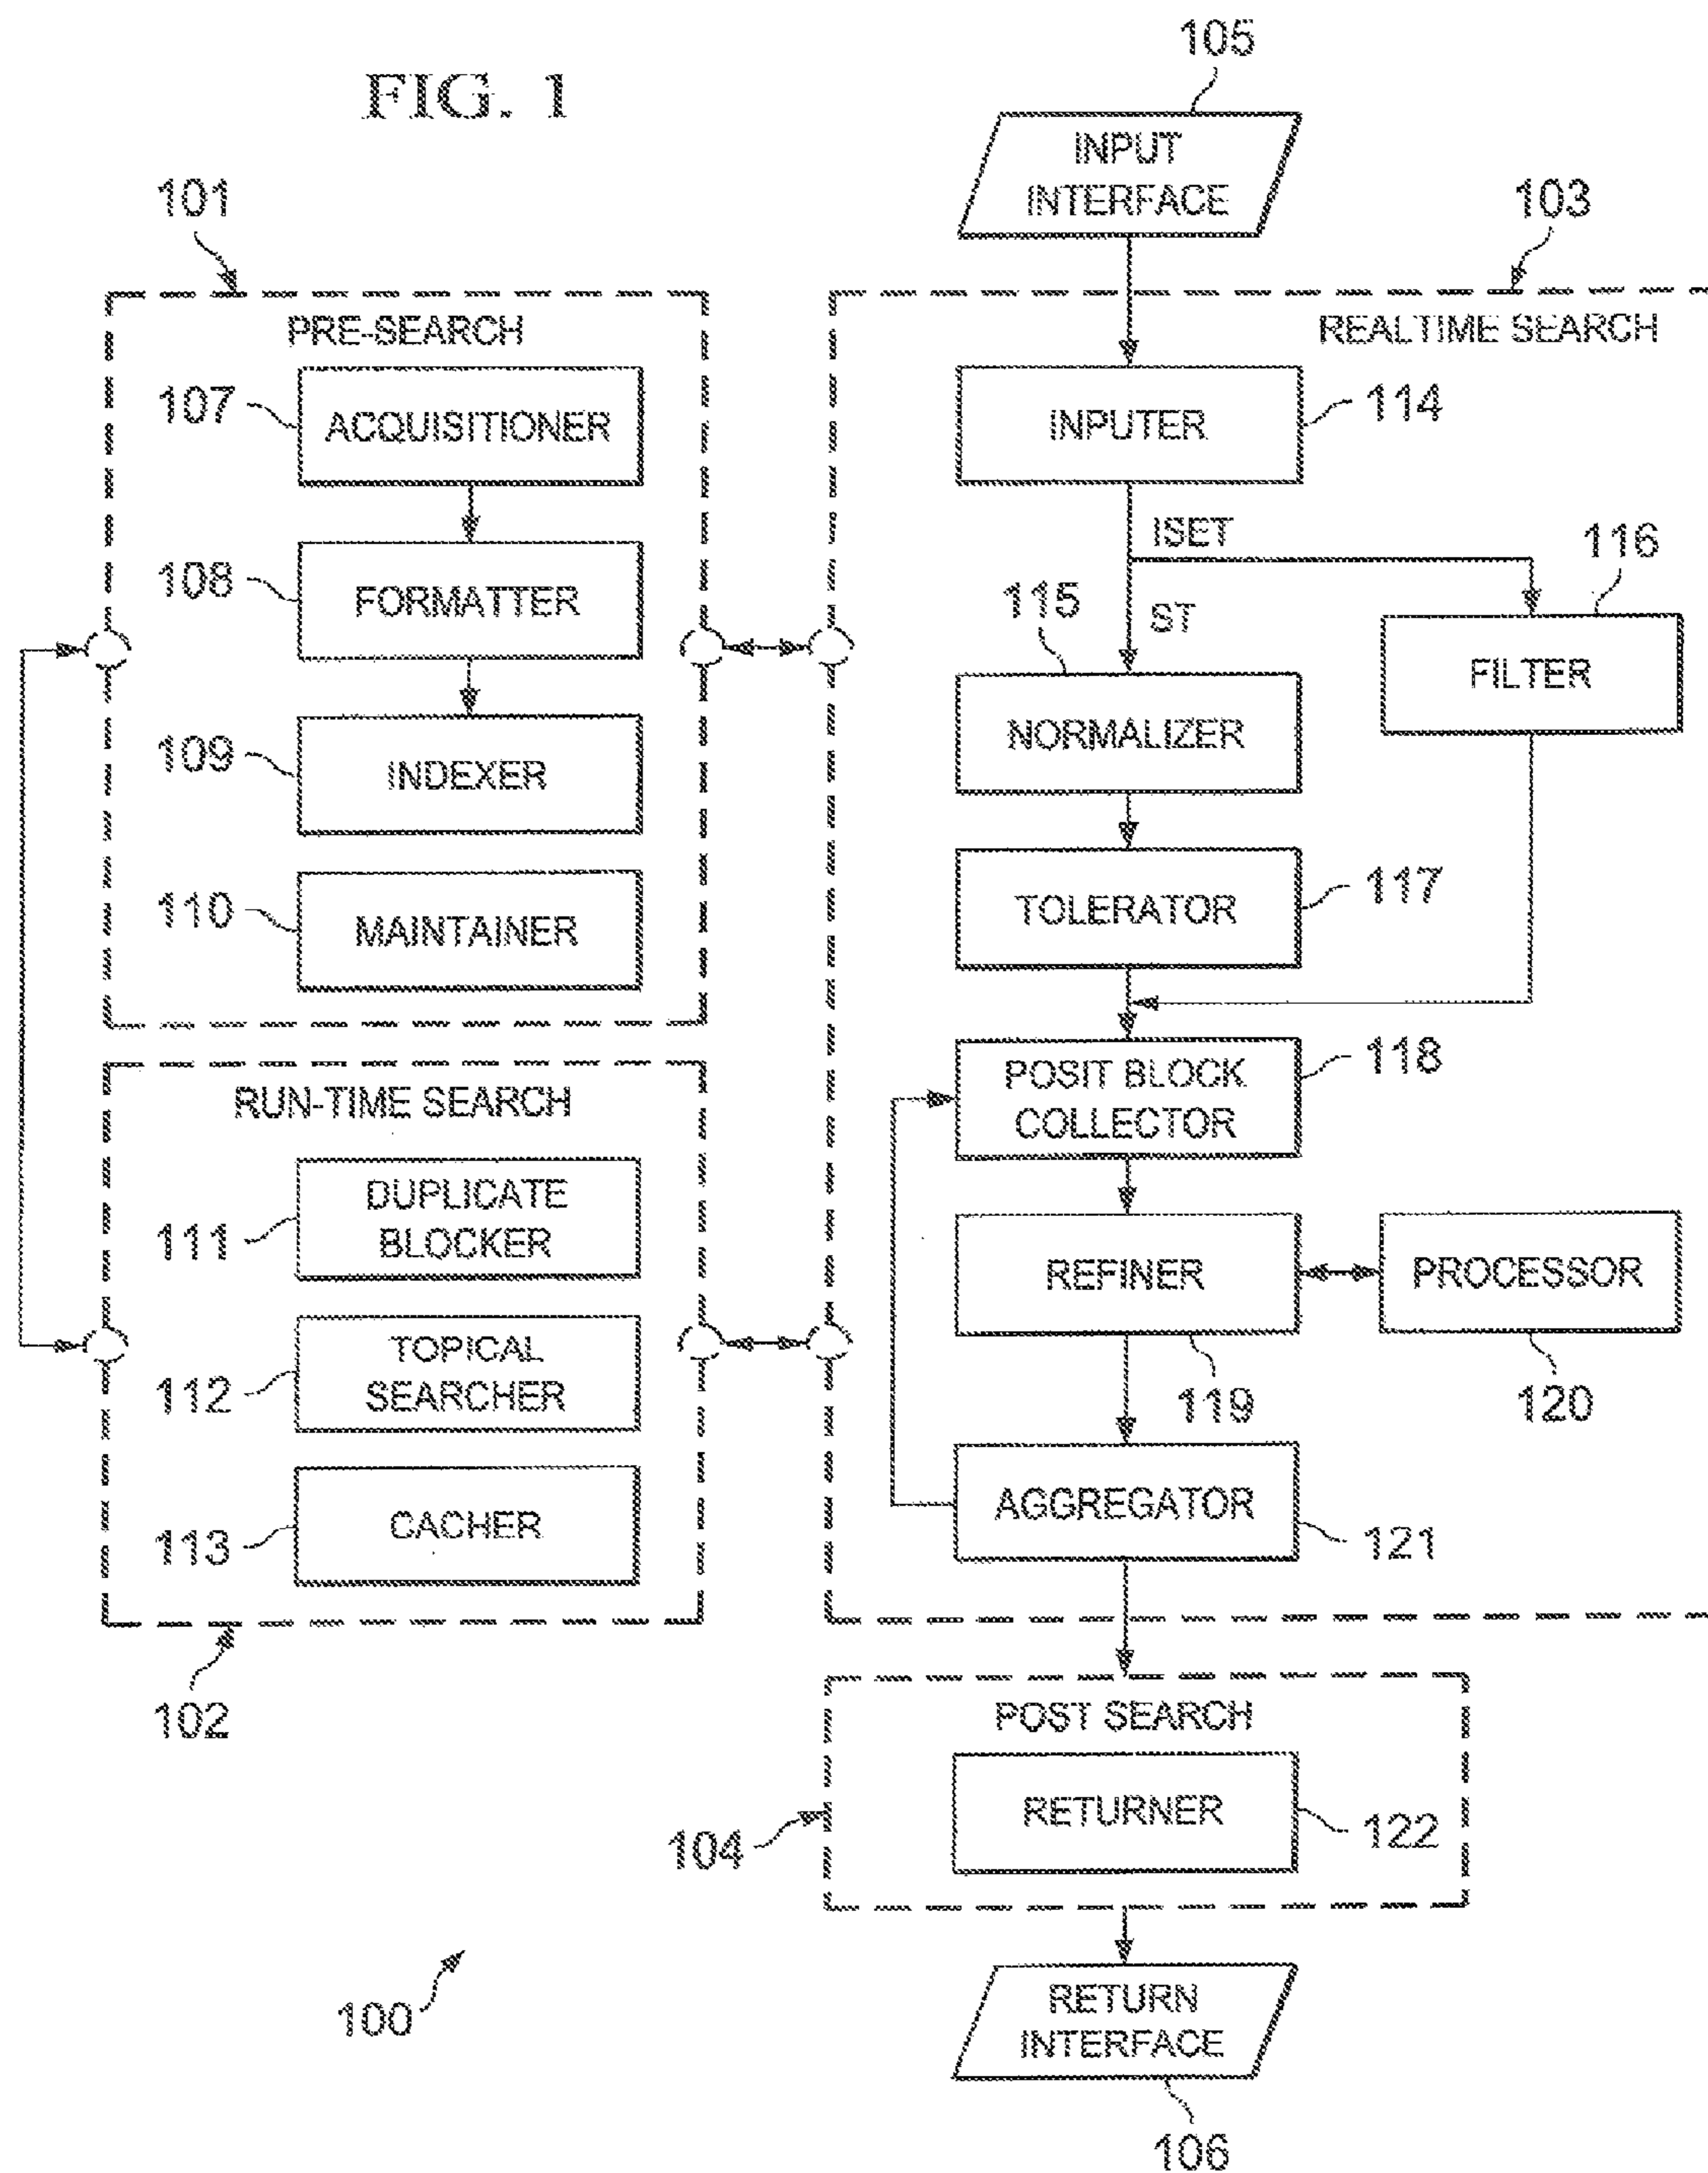 FIG. 1
105
INPUT
INTERFACE
101
103
PRE-SEARCH
REALTIME SEARCH
107
ACQUISITIONER
INPUTER
114
ISET
116
108
FORMATTER
115
ST
FILTER
109
INDEXER
NORMALIZER
110
MAINTAINER
TOLERATOR
117
RUN-TIME SEARCH
POSIT BLOCK
COLLECTOR
118
111
DUPLICATE
BLOCKER
REFINER
PROCESSOR
112
TOPICAL
SEARCHER
119
120
113
CACHER
AGGREGATOR
121
102
POST SEARCH
104
RETURNER
122
100
RETURN
INTERFACE
106